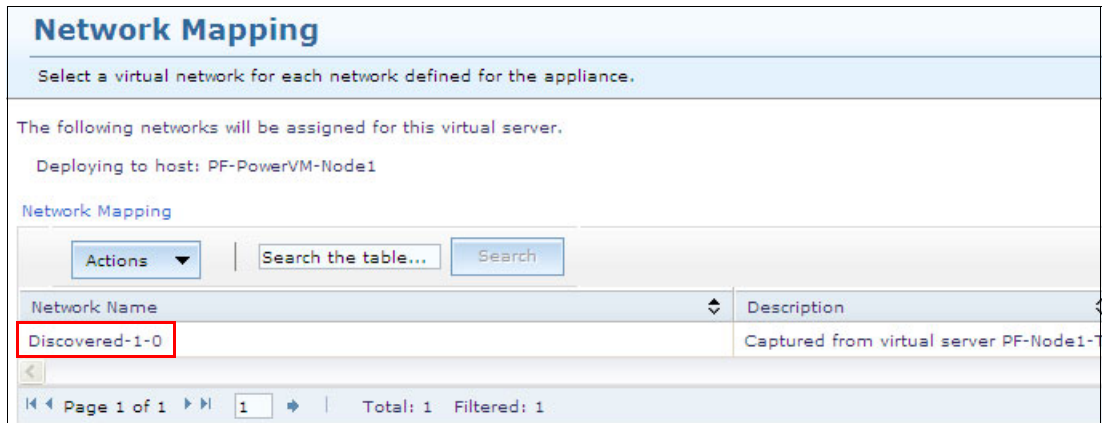 Network Mapping
Select a virtual network for each network defined for the appliance.
The following networks will be assigned for this virtual server.
Deploying to host: PF-PowerVM-Node1
Network Mapping
Actions Search the table... Search
Network Name Description
Discovered-1-0 Captured from virtual server
Page 1 of 1 1 Total: 1 Filtered: 1